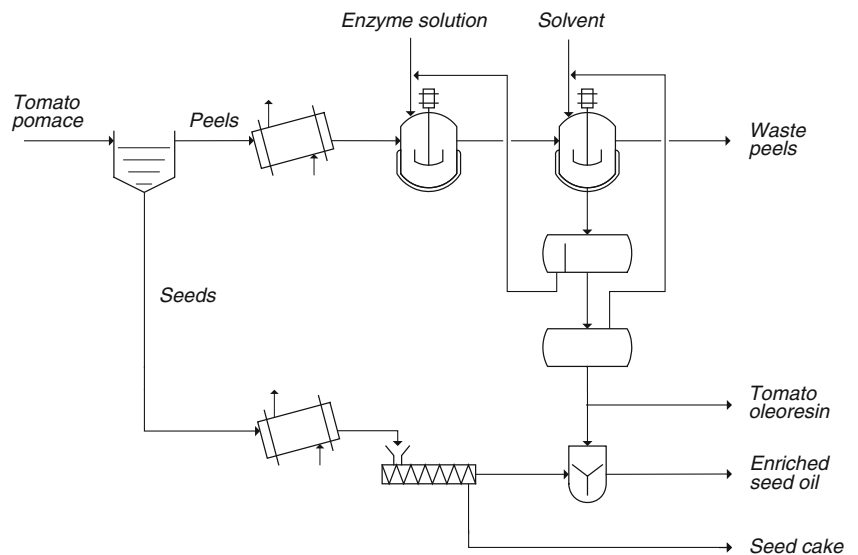 Enzyme solution
Solvent
Tomato
pomace
Peels
Waste
peels
Seeds
Tomato
oleoresin
Enriched
seed oil
Seed cake